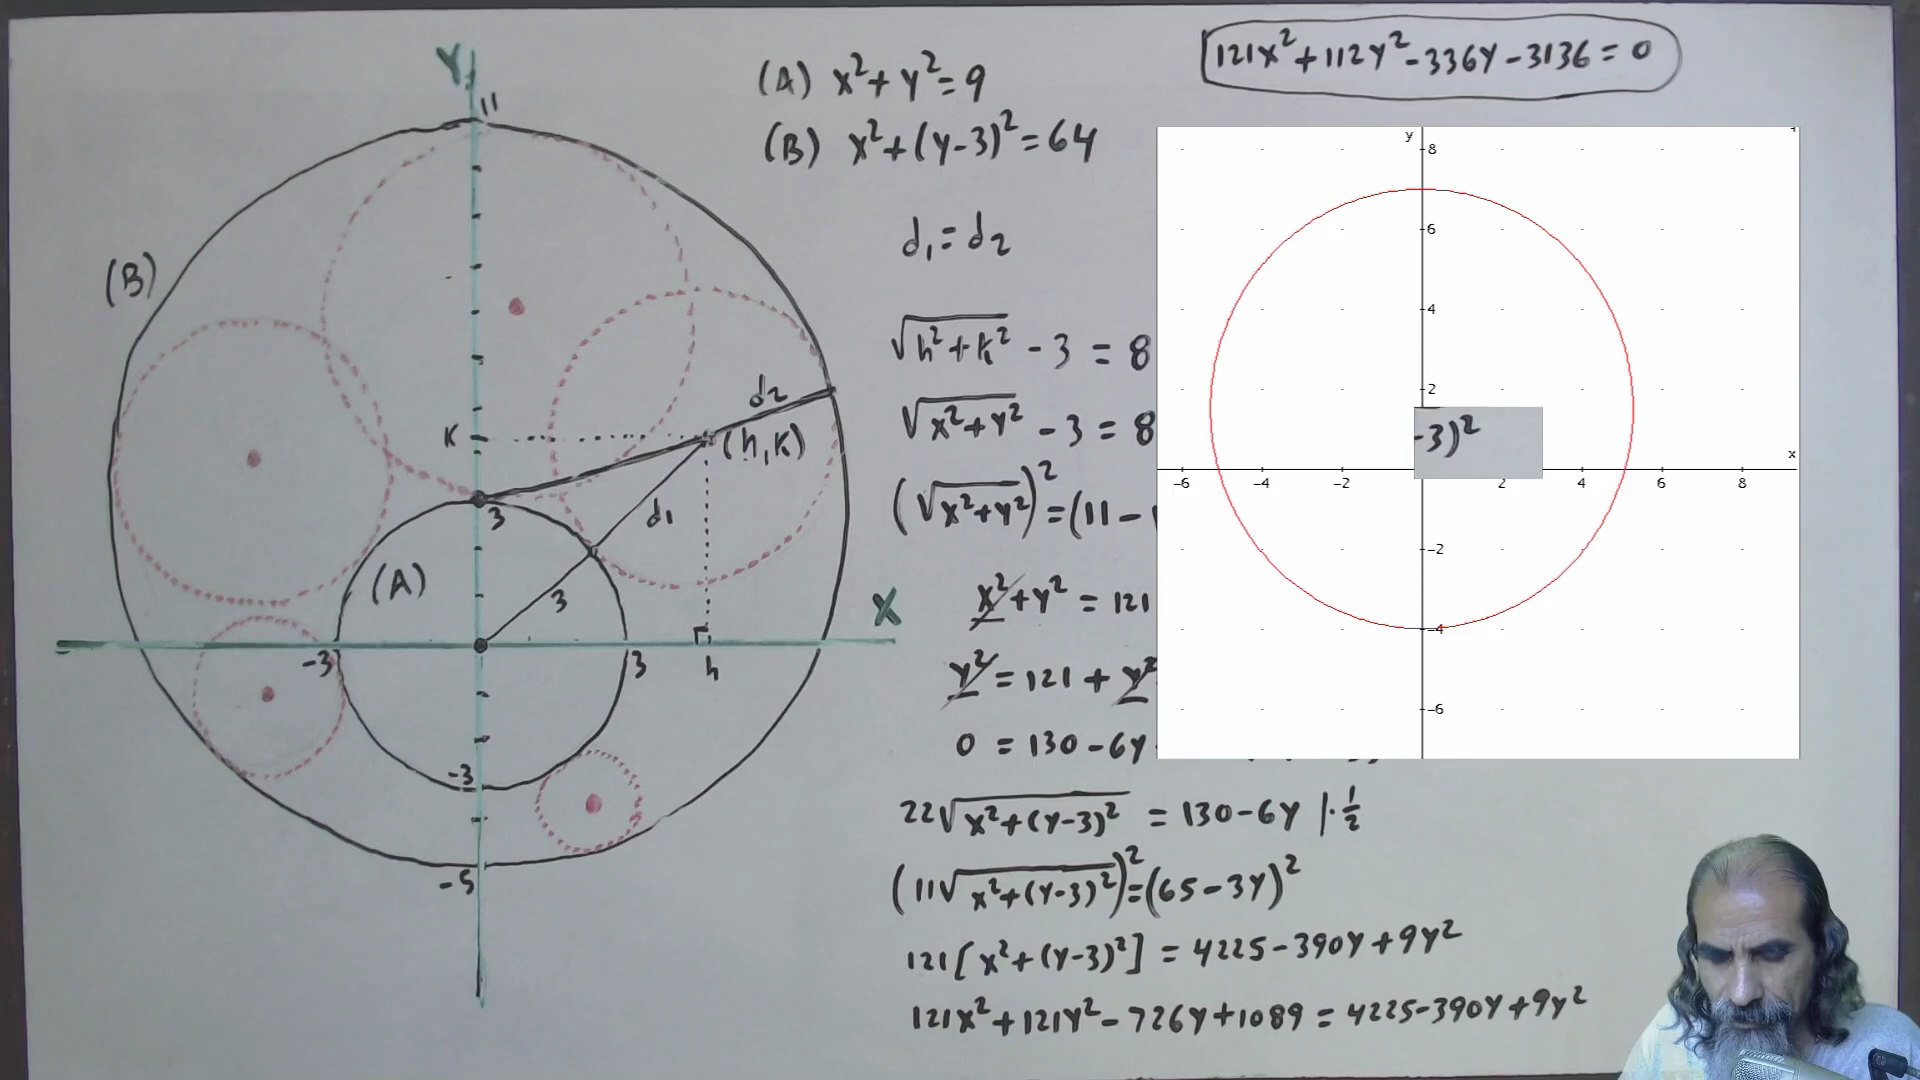 Y
11
(B)
K
(h,K)
d2
d1
3
(A)
3
-3
3
h
X
-3
-5
(A) x²+y²=9
(B) x²+(y-3)²=64
d1=d2
√h²+k² - 3 = 8
√x²+y² - 3 = 8
(√x²+y²)²=(11-
x²+y² = 121
y² = 121 + y²
0 = 130-6y
22√x²+(y-3)² = 130-6y |·1/2
(11√x²+(y-3)²)²=(65-3y)²
121[x²+(y-3)²] = 4225-390y+9y²
121x²+121y²-726y+1089=4225-390y+9y²
121x²+112y²-336y-3136=0
y
8
6
4
2
-3)²
x
-6 -4 -2 2 4 6 8
-2
-4
-6